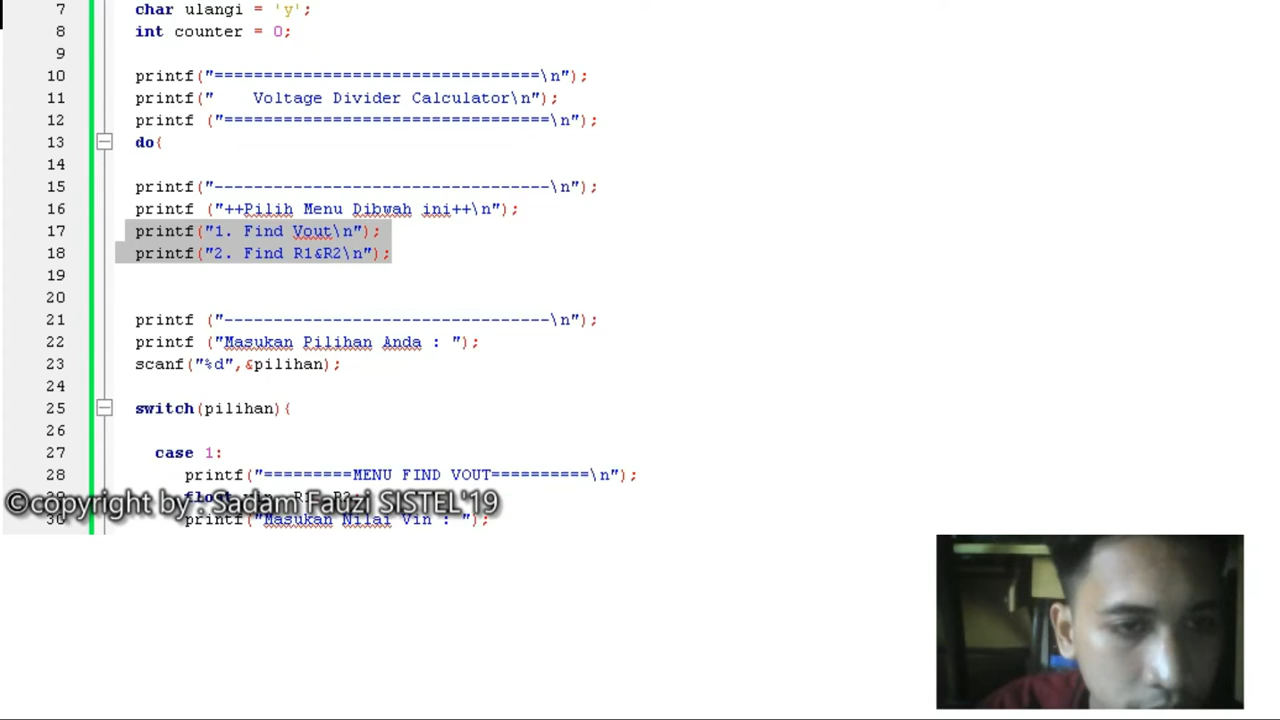 7 char ulangi = 'y';
8 int counter = 0;
9
10 printf("=================================\n");
11 printf("    Voltage Divider Calculator\n");
12 printf ("=================================\n");
13 do{
14
15 printf("----------------------------------\n");
16 printf ("++Pilih Menu Dibwah ini++\n");
17 printf("1. Find Vout\n");
18 printf("2. Find R1&R2\n");
19
20
21 printf ("---------------------------------\n");
22 printf ("Masukan Pilihan Anda : ");
23 scanf("%d",&pilihan);
24
25 switch(pilihan){
26
27 case 1:
28 printf("=========MENU FIND VOUT==========\n");
©copyright by : Sadam Fauzi SISTEL'19
30 printf("Masukan Nilai Vin : ");